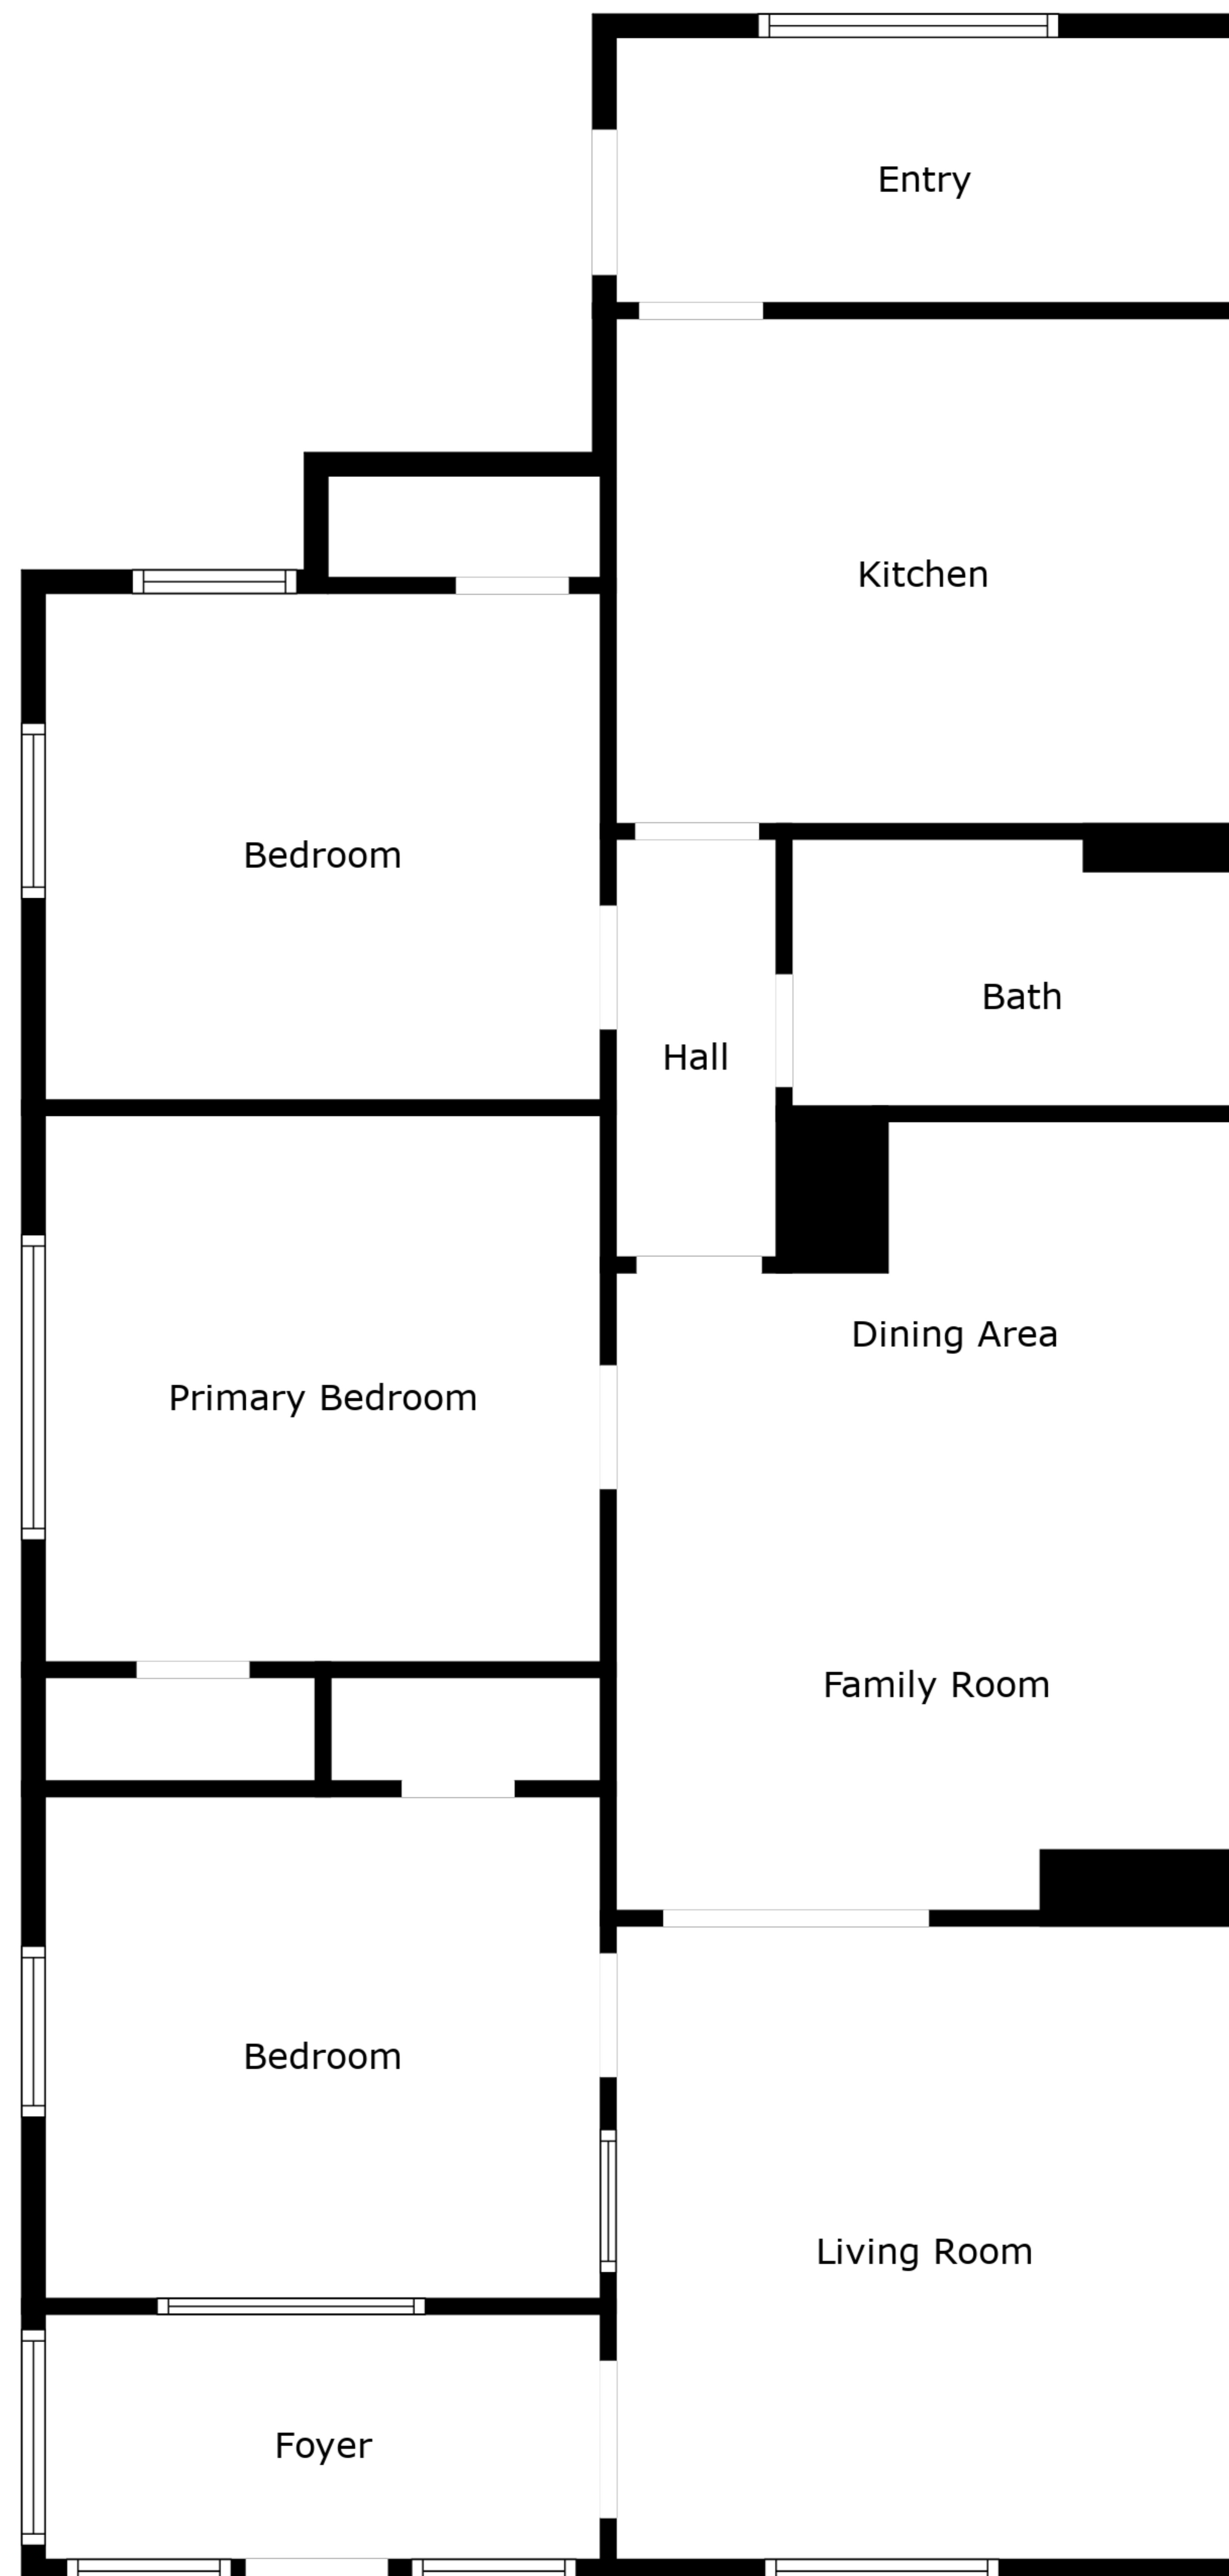 Entry
Kitchen
Bedroom
Bath
Hall
Dining Area
Primary Bedroom
Family Room
Bedroom
Living Room
Foyer